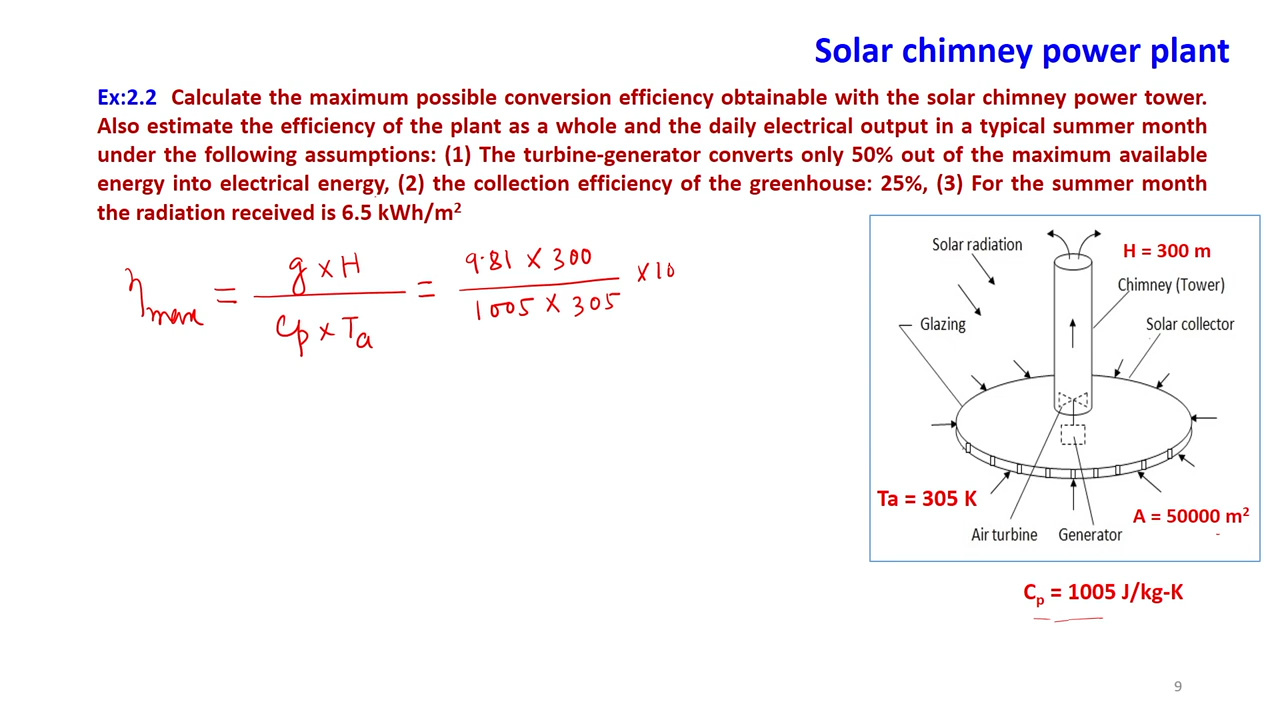 Solar chimney power plant
Ex:2.2 Calculate the maximum possible conversion efficiency obtainable with the solar chimney power tower.
Also estimate the efficiency of the plant as a whole and the daily electrical output in a typical summer month
under the following assumptions: (1) The turbine-generator converts only 50% out of the maximum available
energy into electrical energy, (2) the collection efficiency of the greenhouse: 25%, (3) For the summer month
the radiation received is 6.5 kWh/m²
η_max = (g × H) / (Cp × Ta) = (9.81 × 300) / (1005 × 305) × 10
Solar radiation
H = 300 m
Chimney (Tower)
Glazing
Solar collector
Ta = 305 K
A = 50000 m²
Air turbine
Generator
Cp = 1005 J/kg-K
9